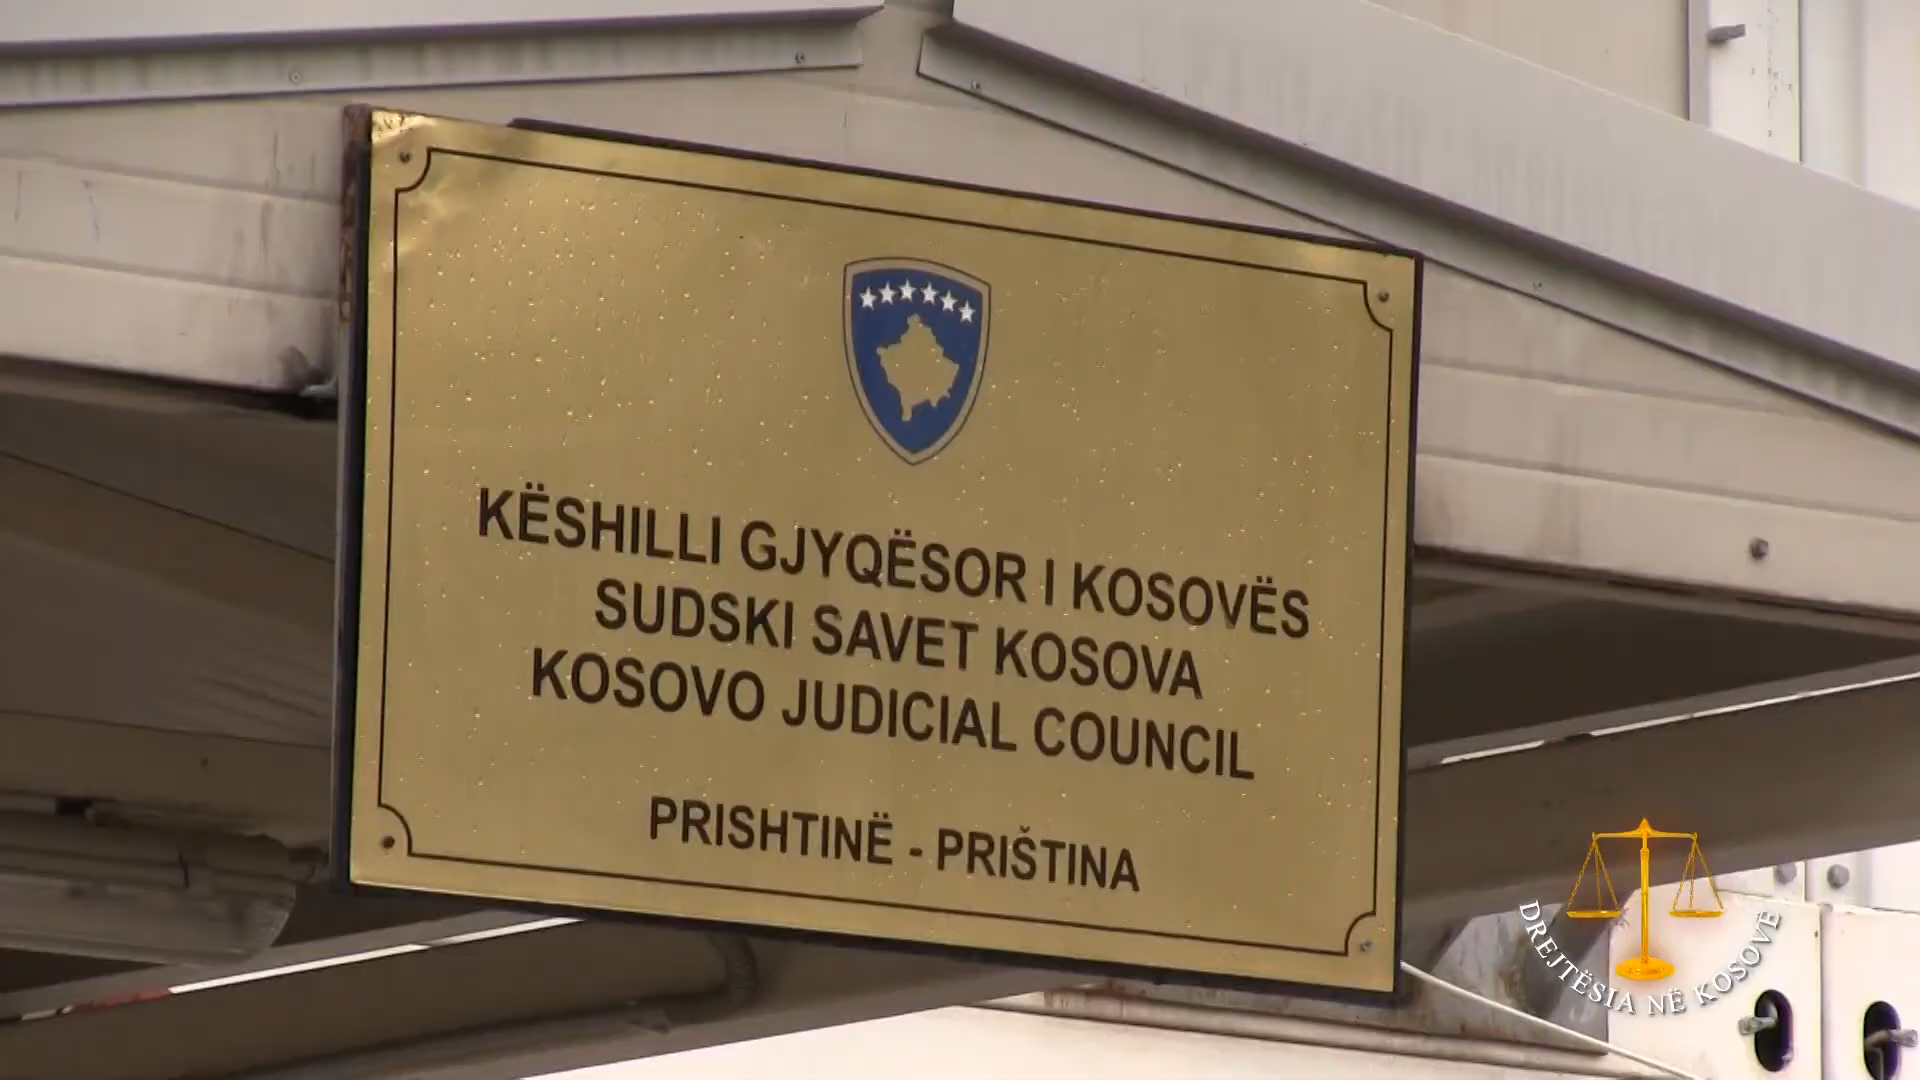 KËSHILLI GJYQËSOR I KOSOVËS
SUDSKI SAVET KOSOVA
KOSOVO JUDICIAL COUNCIL
PRISHTINË - PRIŠTINA
DREJTËSIA NË KOSOVË